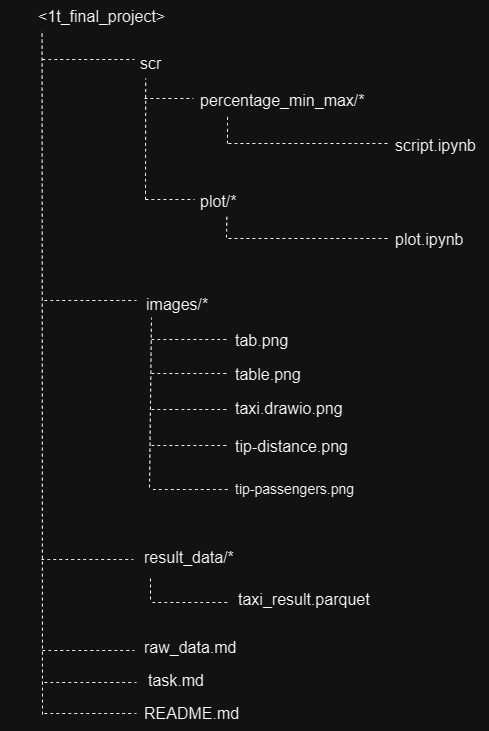 <1t_final_project>
scr
percentage_min_max/*
script.ipynb
plot/*
plot.ipynb
images/*
tab.png
table.png
taxi.drawio.png
tip-distance.png
tip-passengers.png
result_data/*
taxi_result.parquet
raw_data.md
task.md
README.md